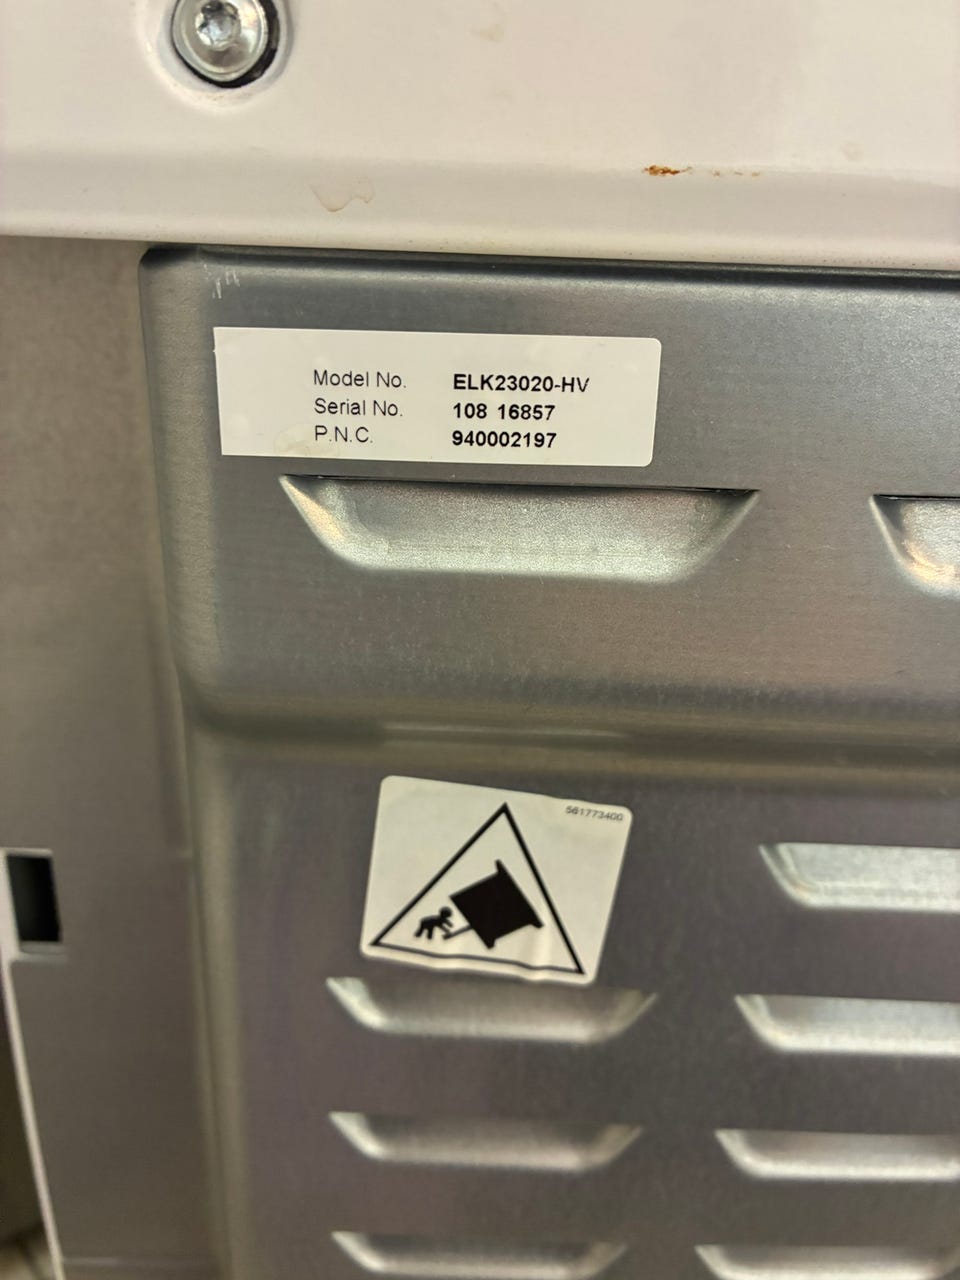 Model No. ELK23020-HV
Serial No. 108 16857
P.N.C. 940002197
561773400